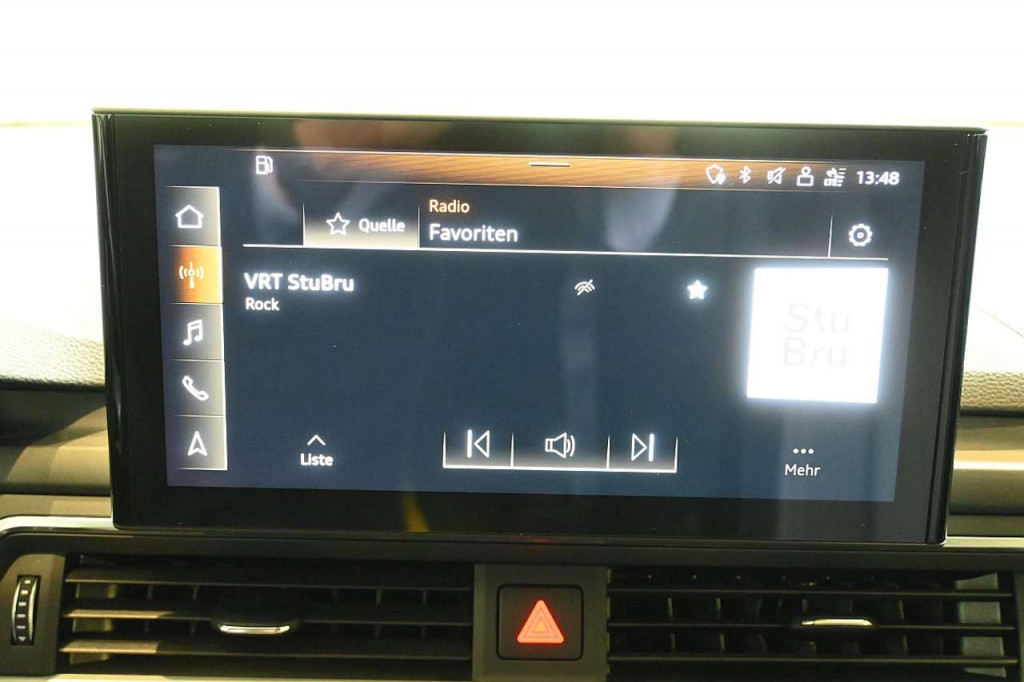 13:48
Quelle
Radio
Favoriten
VRT StuBru
Rock
Stu
Bru
Liste
Mehr